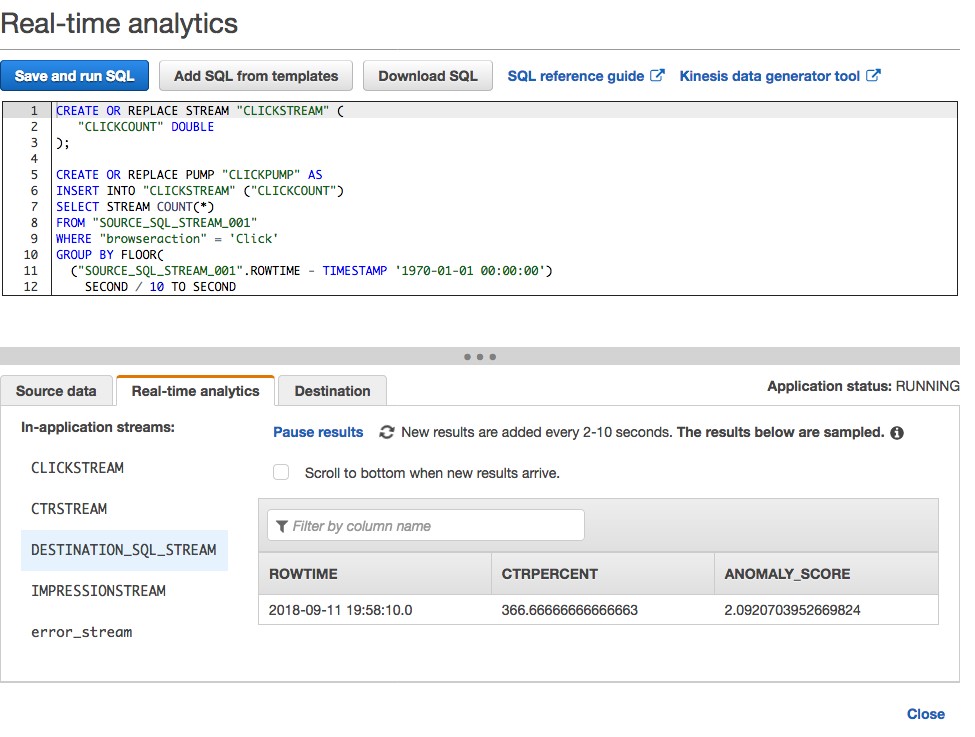 Real-time analytics
Save and run SQL Add SQL from templates Download SQL SQL reference guide Kinesis data generator tool
1 CREATE OR REPLACE STREAM "CLICKSTREAM" (
2 "CLICKCOUNT" DOUBLE
3 );
4
5 CREATE OR REPLACE PUMP "CLICKPUMP" AS
6 INSERT INTO "CLICKSTREAM" ("CLICKCOUNT")
7 SELECT STREAM COUNT(*)
8 FROM "SOURCE_SQL_STREAM_001"
9 WHERE "browseraction" = 'Click'
10 GROUP BY FLOOR(
11 ("SOURCE_SQL_STREAM_001".ROWTIME - TIMESTAMP '1970-01-01 00:00:00')
12 SECOND / 10 TO SECOND
Source data Real-time analytics Destination Application status: RUNNING
In-application streams:
CLICKSTREAM
CTRSTREAM
DESTINATION_SQL_STREAM
IMPRESSIONSTREAM
error_stream
Pause results New results are added every 2-10 seconds. The results below are sampled.
Scroll to bottom when new results arrive.
Filter by column name
ROWTIME CTRPERCENT ANOMALY_SCORE
2018-09-11 19:58:10.0 366.66666666666663 2.0920703952669824
Close